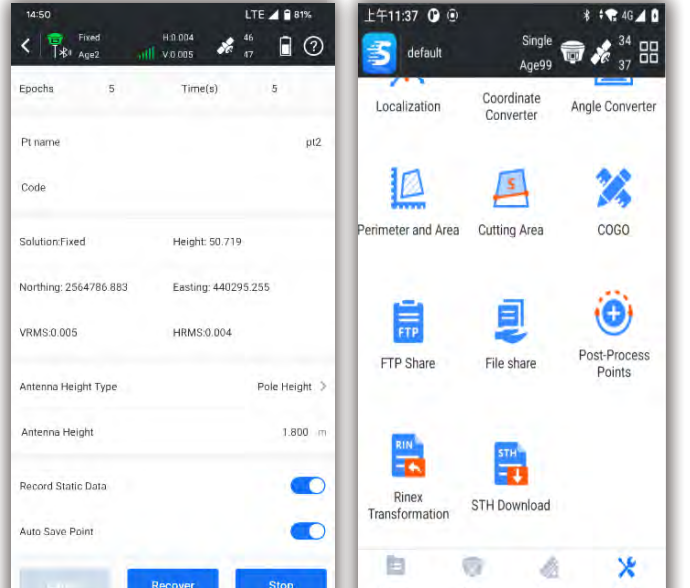 14:50
LTE 81%
Fixed
Age2
H:0.004
V:0.005
46
47
Epochs 5 Time(s) 5
Pt name pt2
Code
Solution:Fixed Height: 50.719
Northing: 2564786.883 Easting: 440295.255
VRMS:0.005 HRMS:0.004
Antenna Height Type Pole Height >
Antenna Height 1.800 m
Record Static Data
Auto Save Point
Recover Stop
上午11:37
4G
default
Single
Age99
34
37
Localization
Coordinate
Converter
Angle Converter
Perimeter and Area
S
Cutting Area
COGO
FTP
FTP Share
File share
Post-Process
Points
RIN
Rinex
Transformation
STH
STH Download